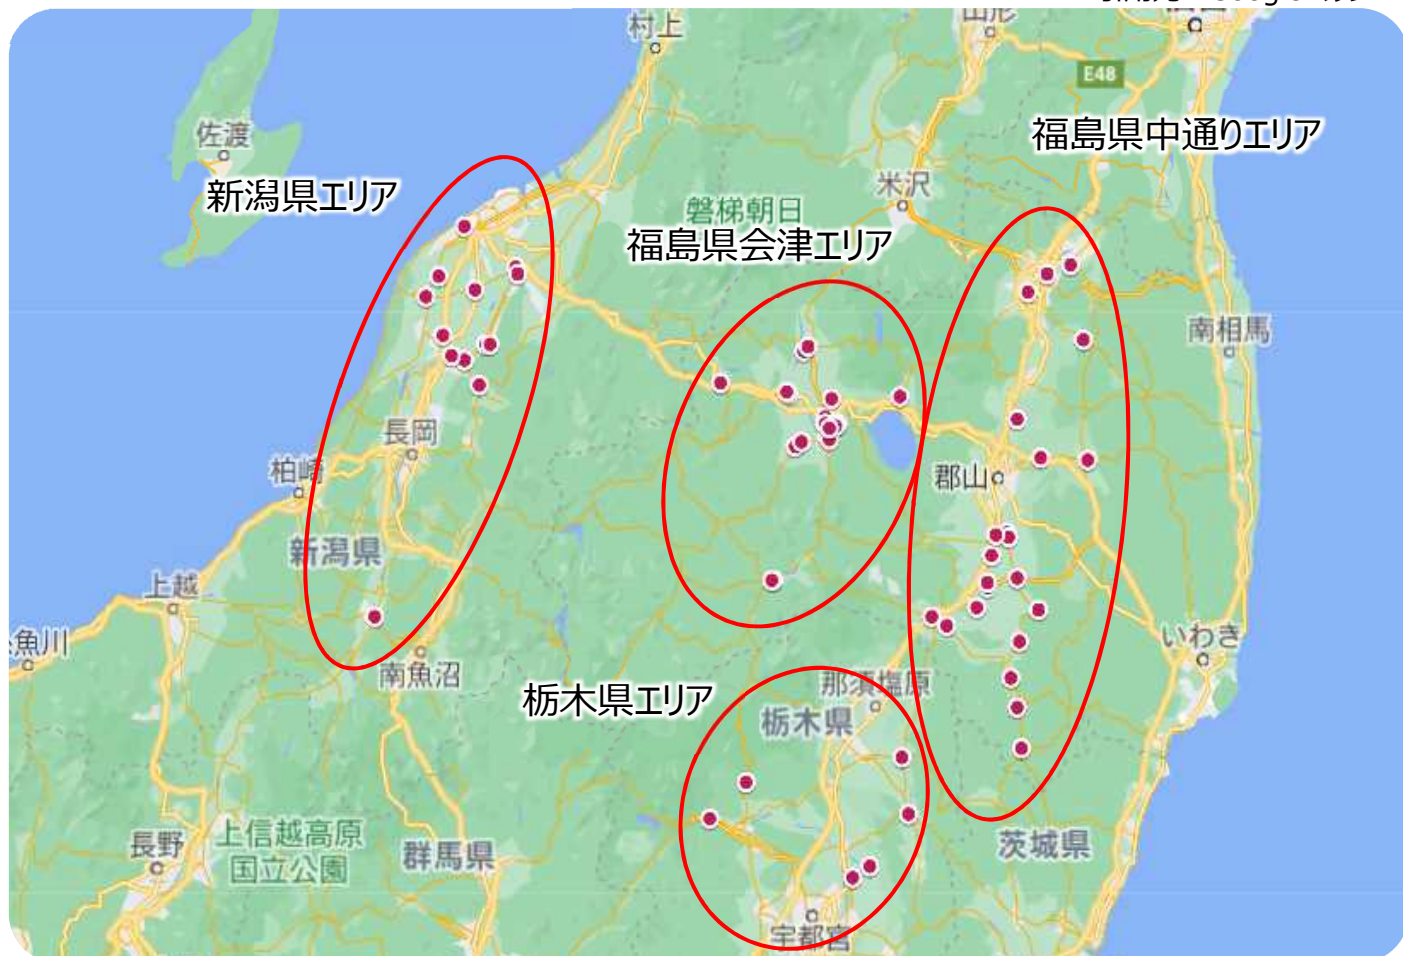 村上
E48
佐渡
福島県中通りエリア
新潟県エリア
米沢
磐梯朝日
福島県会津エリア
南相馬
長岡
柏崎
郡山
新潟県
上越
魚川
いわき
南魚沼
那須塩原
栃木県エリア
栃木県
長野
上信越高原
国立公園
群馬県
茨城県
宇都宮